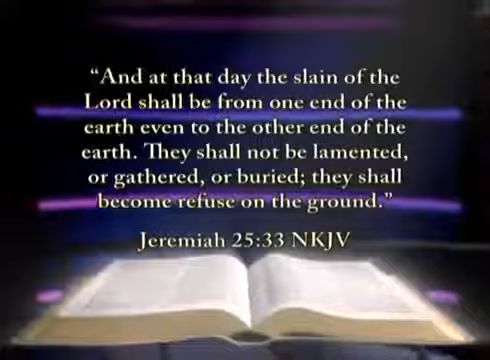 “And at that day the slain of the
Lord shall be from one end of the
earth even to the other end of the
earth. They shall not be lamented,
or gathered, or buried; they shall
become refuse on the ground.”
Jeremiah 25:33 NKJV